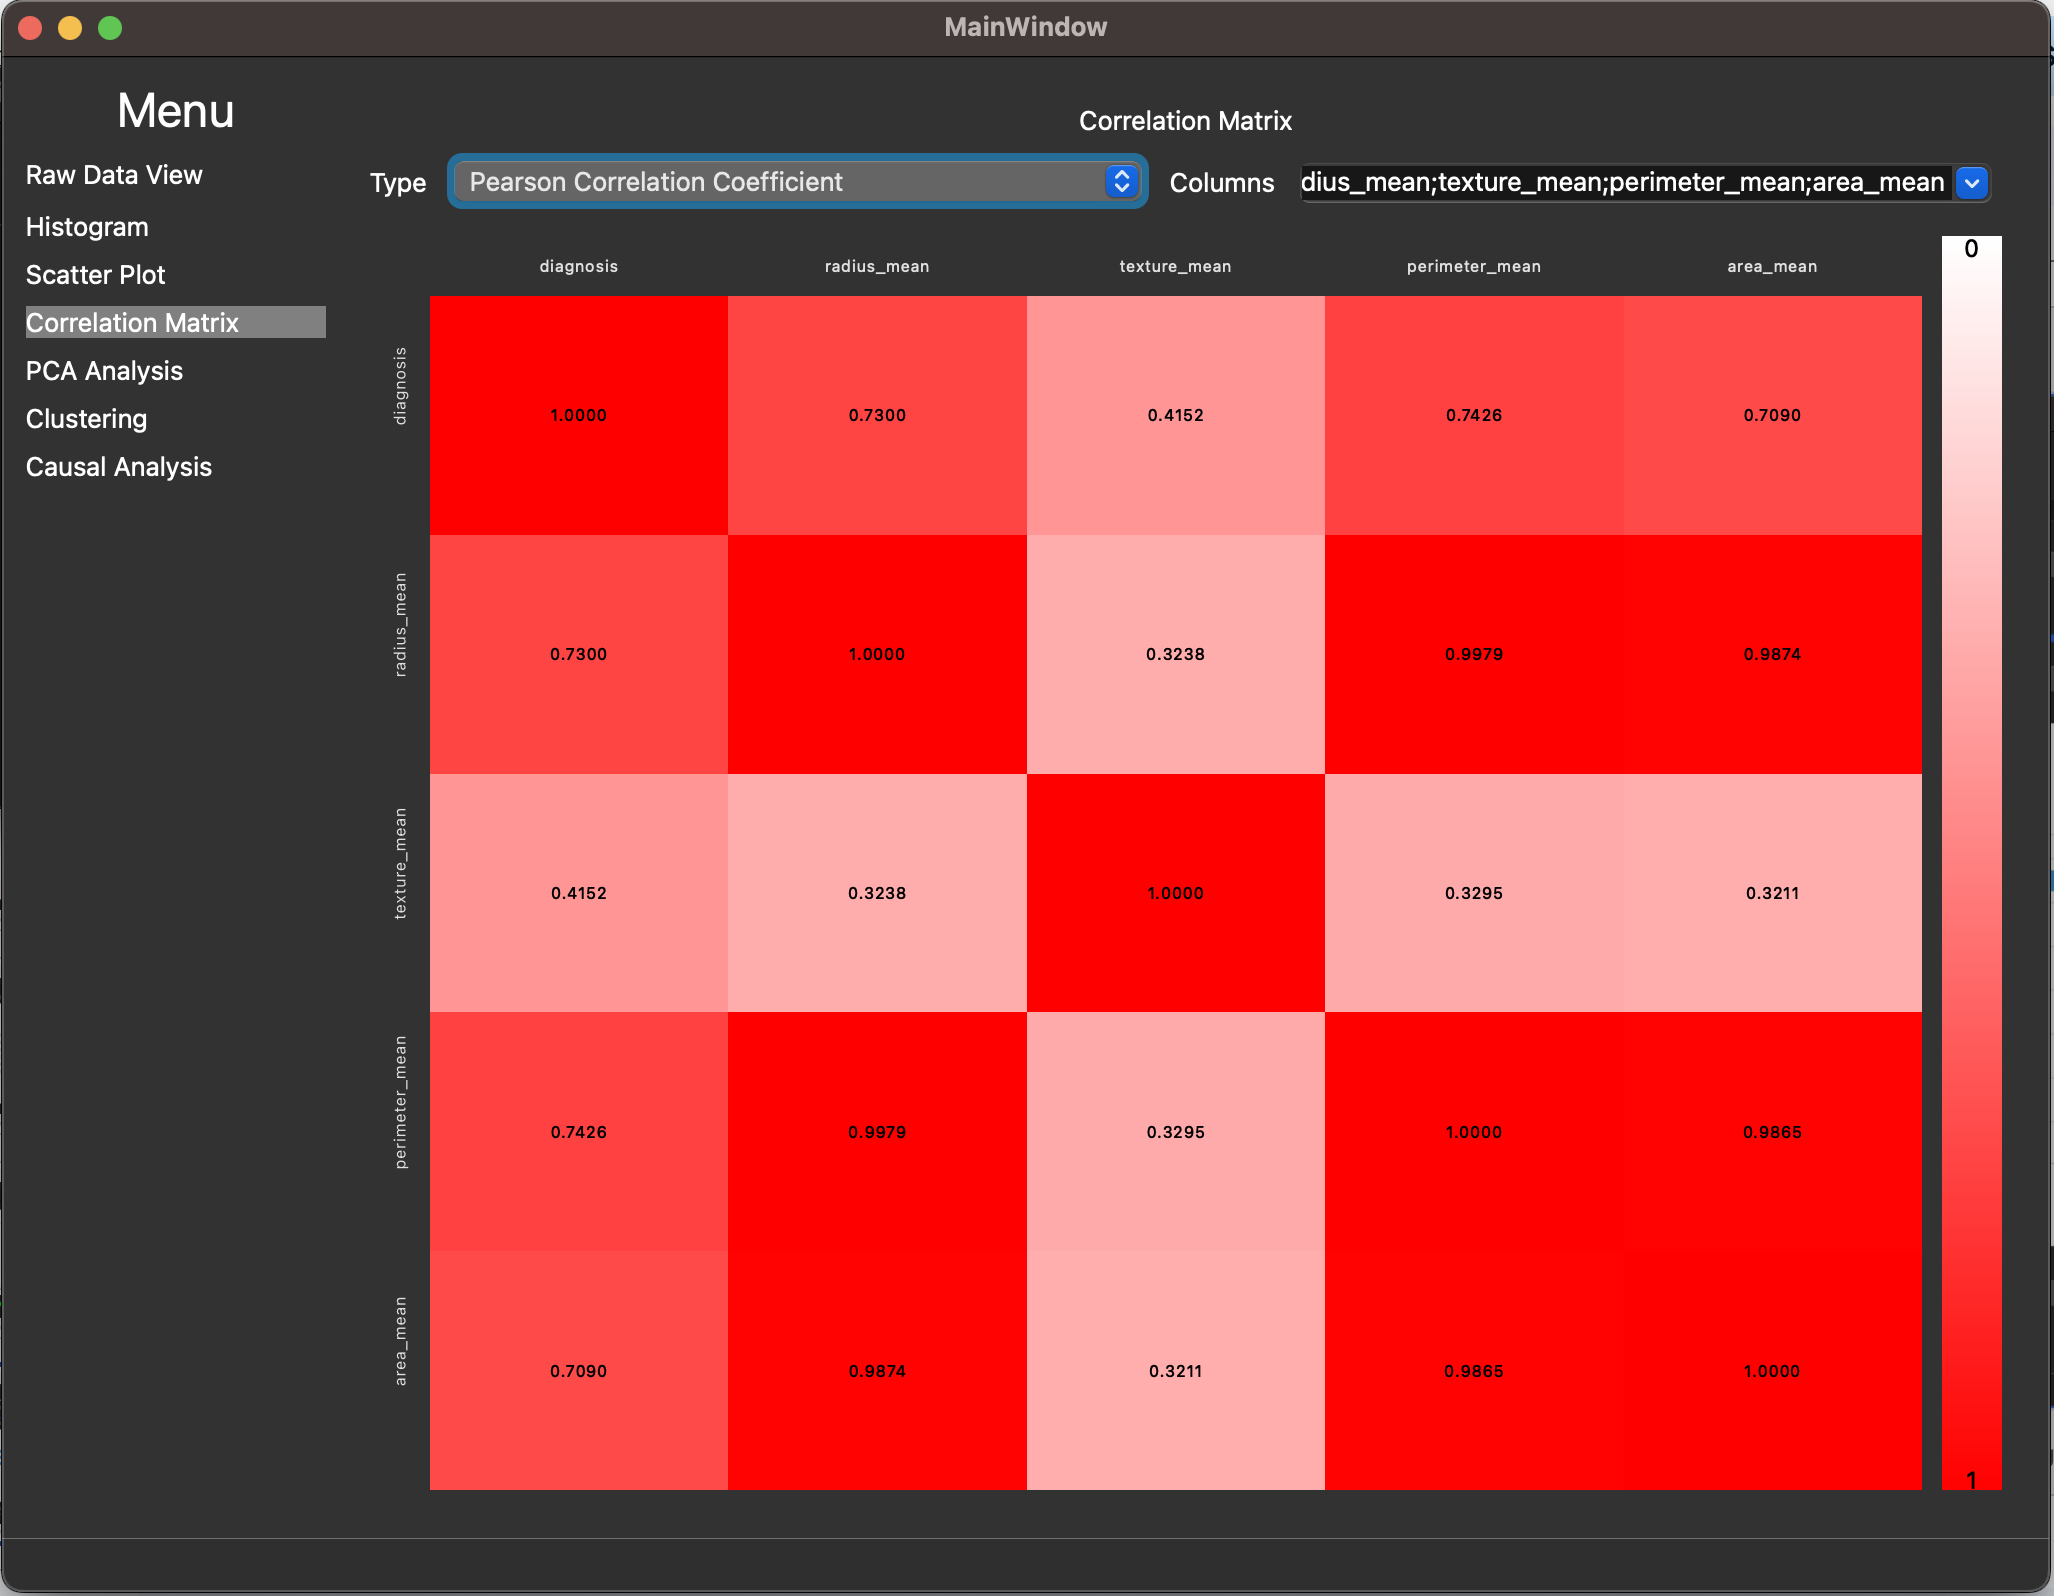 MainWindow
Menu
Raw Data View
Histogram
Scatter Plot
Correlation Matrix
PCA Analysis
Clustering
Causal Analysis
Correlation Matrix
Type Pearson Correlation Coefficient Columns dius_mean;texture_mean;perimeter_mean;area_mean
diagnosis radius_mean texture_mean perimeter_mean area_mean
diagnosis 1.0000 0.7300 0.4152 0.7426 0.7090
radius_mean 0.7300 1.0000 0.3238 0.9979 0.9874
texture_mean 0.4152 0.3238 1.0000 0.3295 0.3211
perimeter_mean 0.7426 0.9979 0.3295 1.0000 0.9865
area_mean 0.7090 0.9874 0.3211 0.9865 1.0000
0
1